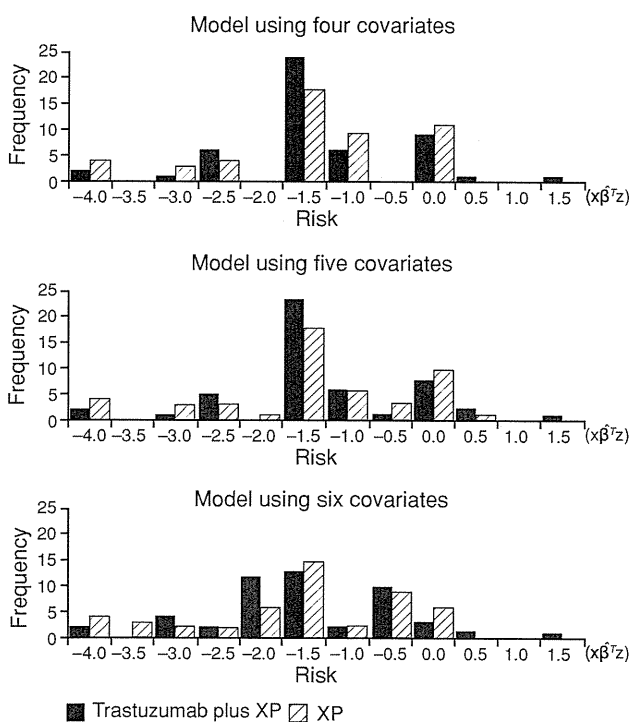 Model using four covariates
Frequency
25
20
15
10
5
0
−4.0 −3.5 −3.0 −2.5 −2.0 −1.5 −1.0 −0.5 0.0 0.5 1.0 1.5 (xβ̂ᵀz)
Risk
Model using five covariates
Frequency
25
20
15
10
5
0
−4.0 −3.5 −3.0 −2.5 −2.0 −1.5 −1.0 −0.5 0.0 0.5 1.0 1.5 (xβ̂ᵀz)
Risk
Model using six covariates
Frequency
25
20
15
10
5
0
−4.0 −3.5 −3.0 −2.5 −2.0 −1.5 −1.0 −0.5 0.0 0.5 1.0 1.5 (xβ̂ᵀz)
Risk
Trastuzumab plus XP XP